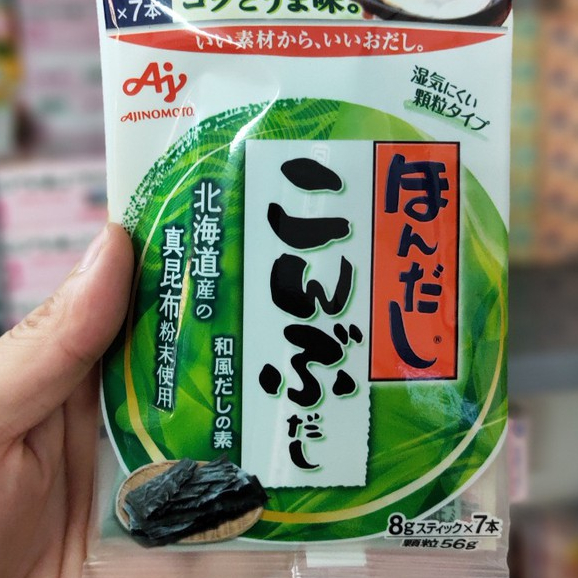 ×7本
コクとうま味。
いい素材から、いいおだし。
Aj
AJINOMOTO
湿気にくい
顆粒タイプ
ほんだし®
こんぶだし
北海道産の
真昆布粉末使用
和風だしの素
8gスティック×7本
顆粒56g